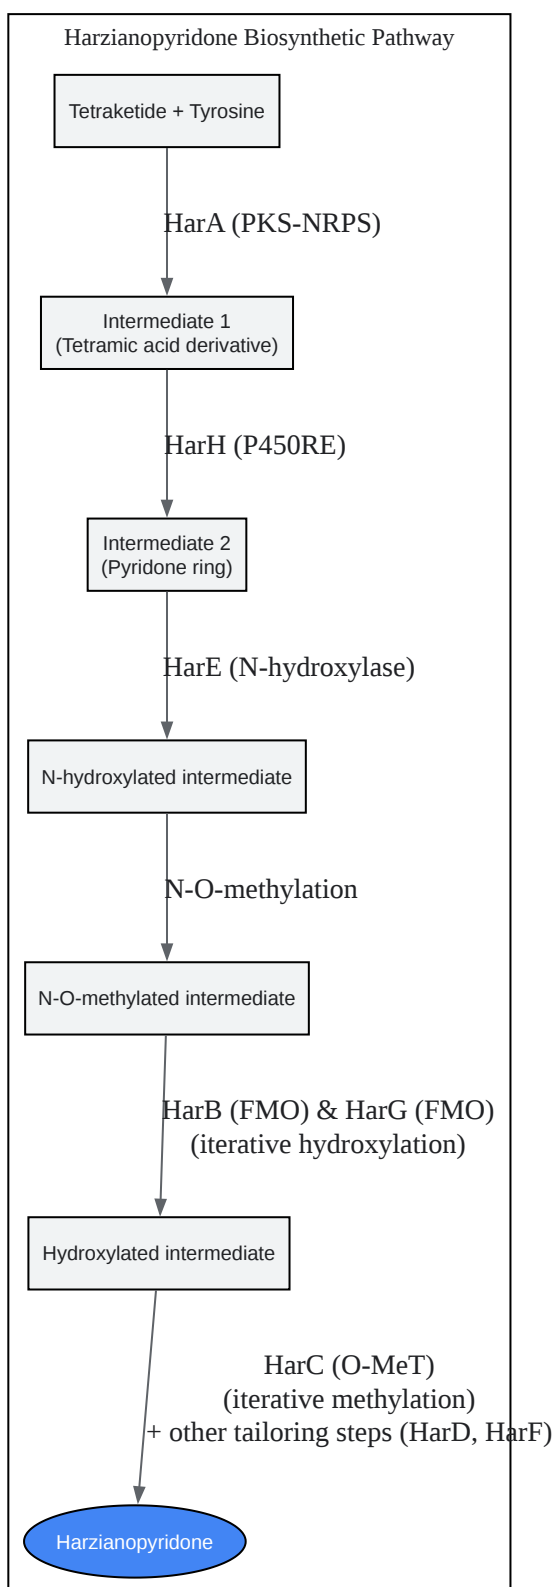 Harzianopyridone Biosynthetic Pathway
Tetraketide + Tyrosine
HarA (PKS-NRPS)
Intermediate 1
(Tetramic acid derivative)
HarH (P450RE)
Intermediate 2
(Pyridone ring)
HarE (N-hydroxylase)
N-hydroxylated intermediate
N-O-methylation
N-O-methylated intermediate
HarB (FMO) & HarG (FMO)
(iterative hydroxylation)
Hydroxylated intermediate
HarC (O-MeT)
(iterative methylation)
+ other tailoring steps (HarD, HarF)
Harzianopyridone